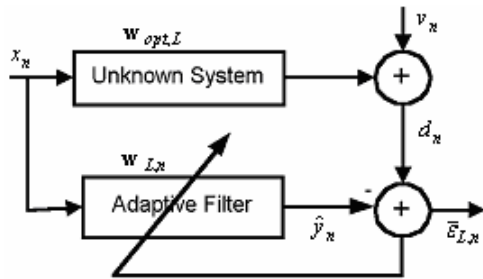 w opt,L
v n
x n
Unknown System
+
d n
w L,n
-
Adaptive Filter
+
ŷ n
ε̄ L,n